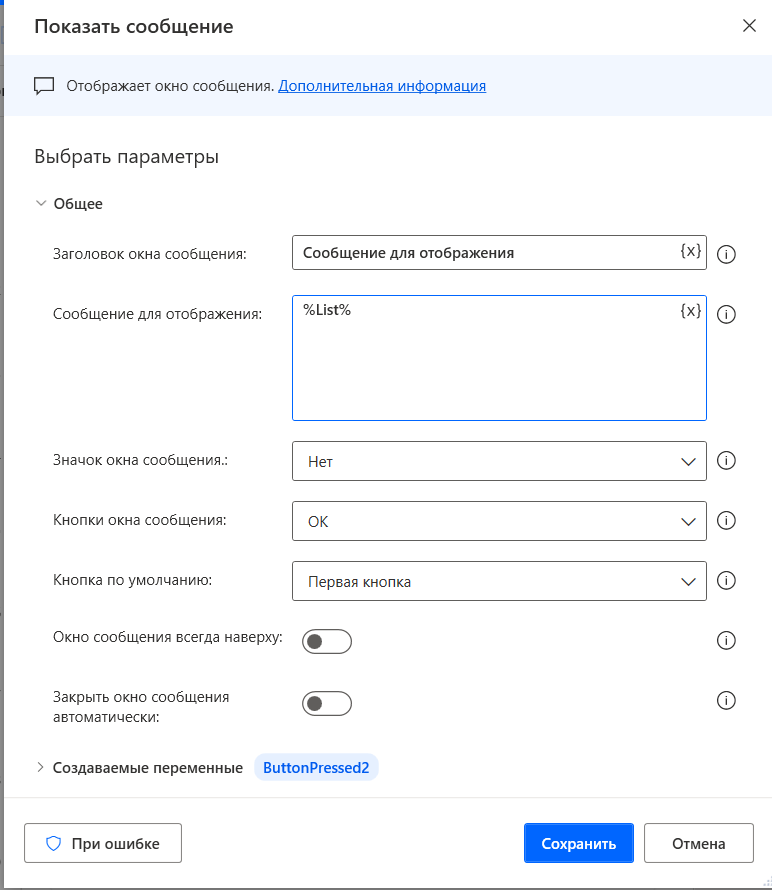 Показать сообщение
Отображает окно сообщения. Дополнительная информация
Выбрать параметры
Общее
Заголовок окна сообщения:
Сообщение для отображения {x}
Сообщение для отображения:
%List% {x}
Значок окна сообщения.:
Нет
Кнопки окна сообщения:
ОК
Кнопка по умолчанию:
Первая кнопка
Окно сообщения всегда наверху:
Закрыть окно сообщения
автоматически:
Создаваемые переменные ButtonPressed2
При ошибке
Сохранить
Отмена